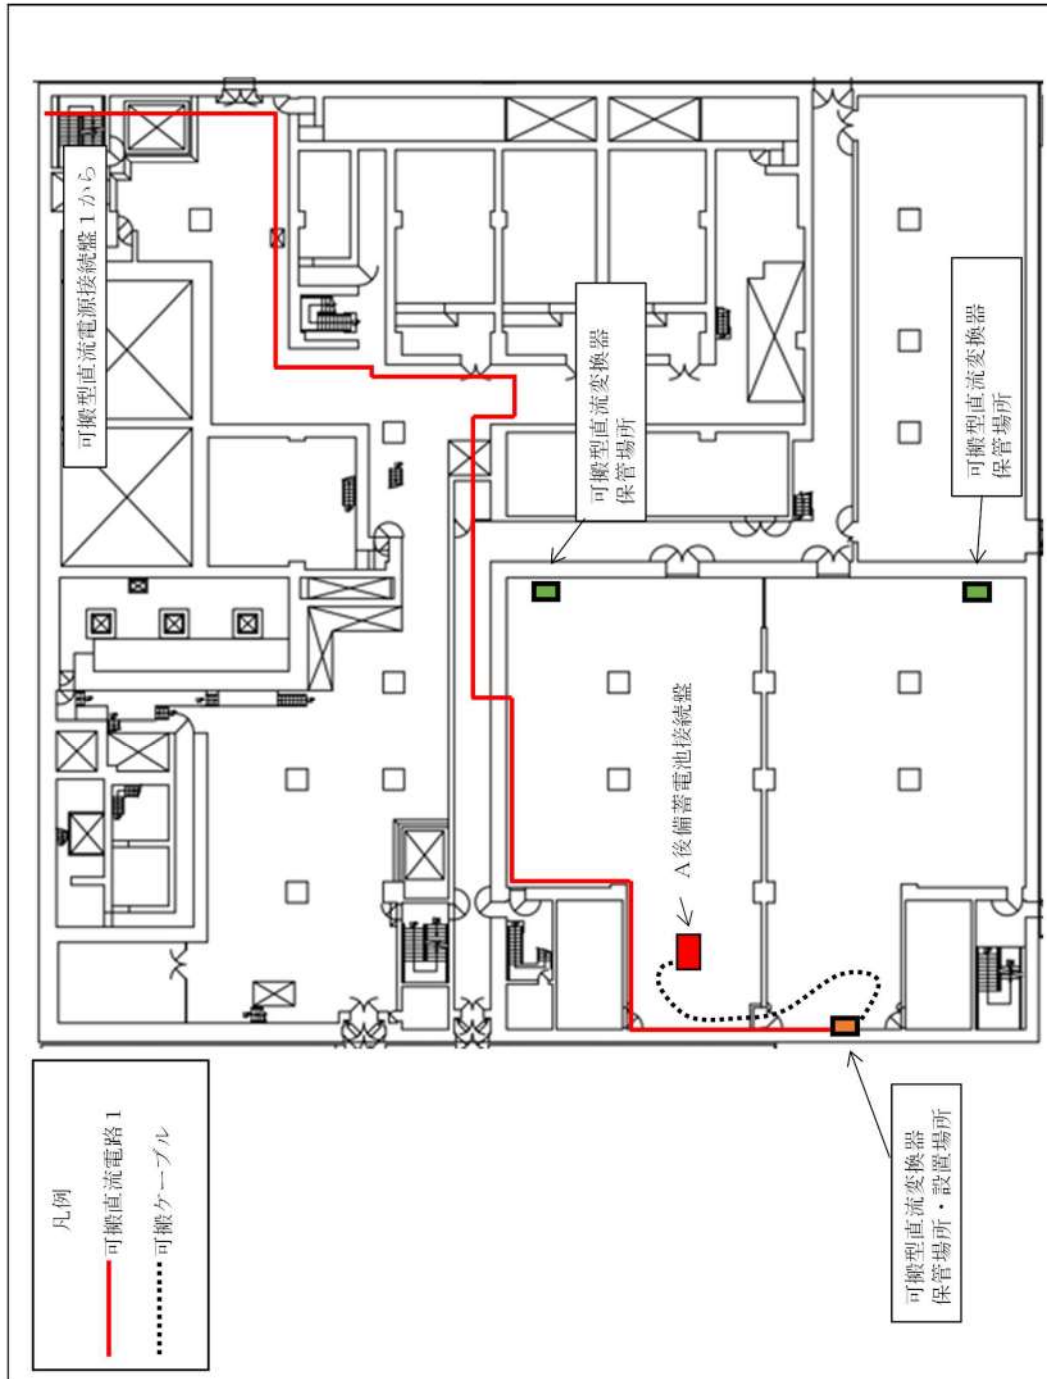 凡例
可搬直流電路1
可搬ケーブル
可搬型直流電源接続盤1から
可搬型直流変換器
保管場所
可搬型直流変換器
保管場所
A後備蓄電池接続盤
可搬型直流変換器
保管場所・設置場所